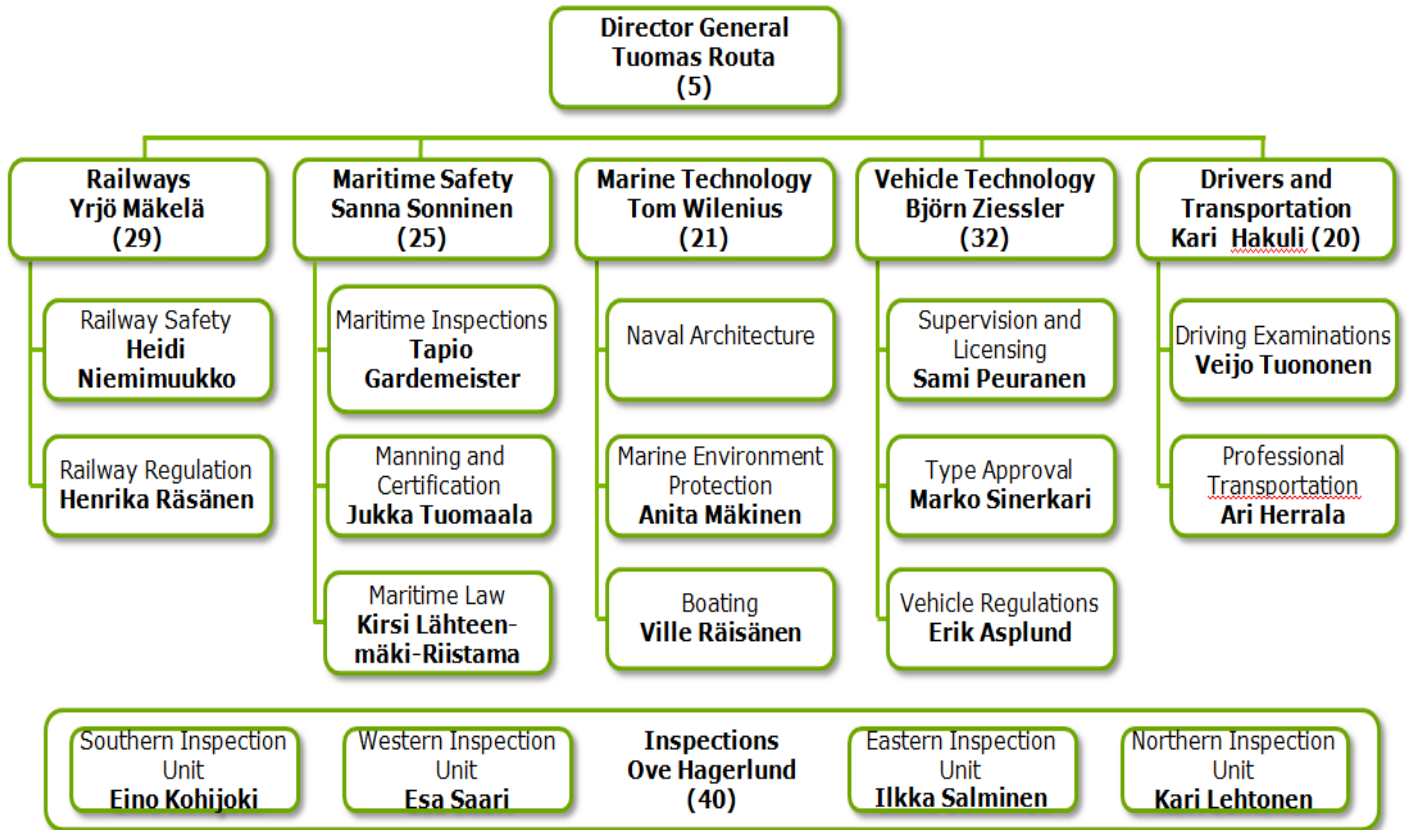 Director General
Tuomas Routa
(5)
Railways
Yrjö Mäkelä
(29)
Maritime Safety
Sanna Sonninen
(25)
Marine Technology
Tom Wilenius
(21)
Vehicle Technology
Björn Ziessler
(32)
Drivers and
Transportation
Kari Hakuli (20)
Railway Safety
Heidi
Niemimuukko
Railway Regulation
Henrika Räsänen
Maritime Inspections
Tapio
Gardemeister
Manning and
Certification
Jukka Tuomaala
Maritime Law
Kirsi Lähteen-
mäki-Riistama
Naval Architecture
Marine Environment
Protection
Anita Mäkinen
Boating
Ville Räisänen
Supervision and
Licensing
Sami Peuranen
Type Approval
Marko Sinerkari
Vehicle Regulations
Erik Asplund
Driving Examinations
Veijo Tuononen
Professional
Transportation
Ari Herrala
Southern Inspection
Unit
Eino Kohijoki
Western Inspection
Unit
Esa Saari
Inspections
Ove Hagerlund
(40)
Eastern Inspection
Unit
Ilkka Salminen
Northern Inspection
Unit
Kari Lehtonen